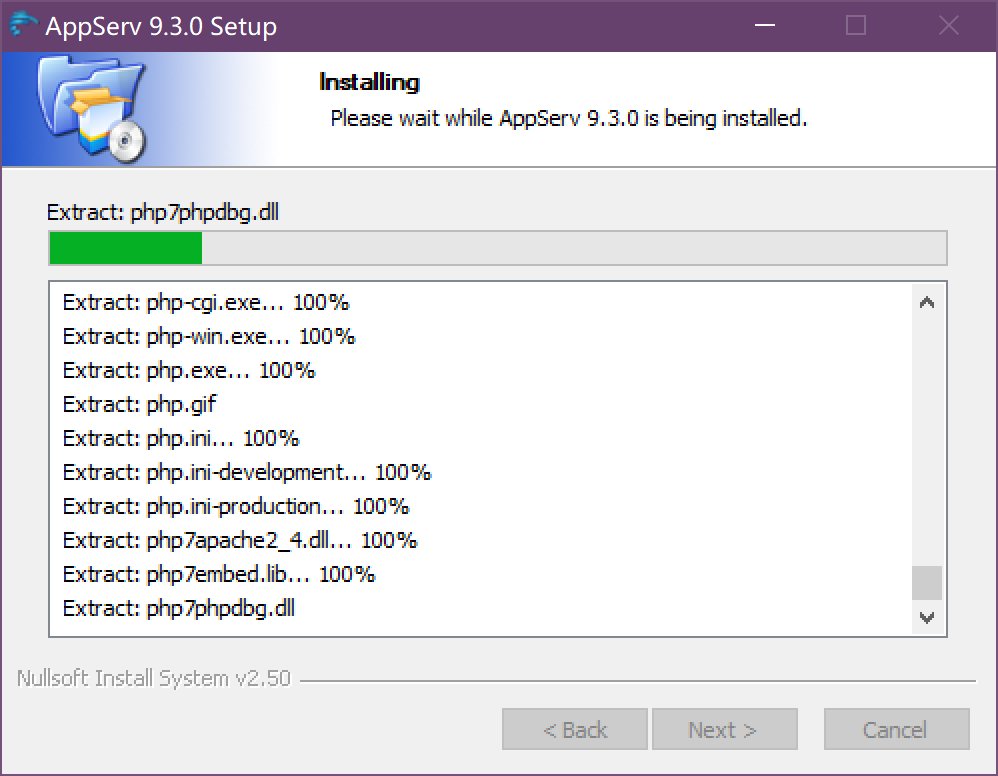 AppServ 9.3.0 Setup
Installing
Please wait while AppServ 9.3.0 is being installed.
Extract: php7phpdbg.dll
Extract: php-cgi.exe... 100%
Extract: php-win.exe... 100%
Extract: php.exe... 100%
Extract: php.gif
Extract: php.ini... 100%
Extract: php.ini-development... 100%
Extract: php.ini-production... 100%
Extract: php7apache2_4.dll... 100%
Extract: php7embed.lib... 100%
Extract: php7phpdbg.dll
Nullsoft Install System v2.50
< Back Next > Cancel